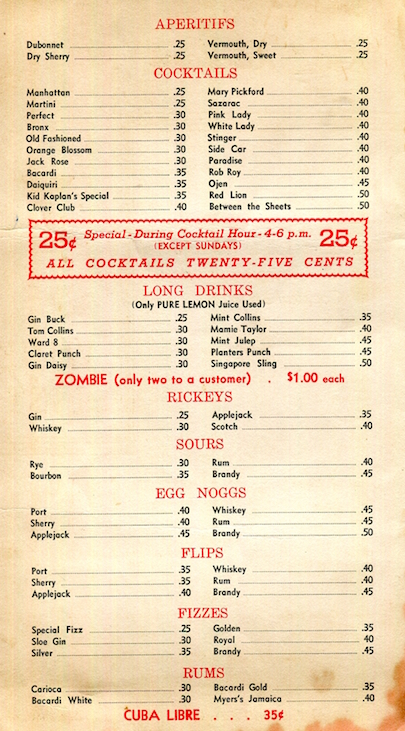 APERITIFS
Dubonnet .25 Vermouth, Dry .25
Dry Sherry .25 Vermouth, Sweet .25
COCKTAILS
Manhattan .25 Mary Pickford .40
Martini .25 Sazarac .40
Perfect .30 Pink Lady .40
Bronx .30 White Lady .40
Old Fashioned .30 Stinger .40
Orange Blossom .30 Side Car .40
Jack Rose .30 Paradise .40
Bacardi .35 Rob Roy .40
Daiquiri .35 Ojen .45
Kid Kaplan's Special .35 Red Lion .50
Clover Club .40 Between the Sheets .50
25¢ Special - During Cocktail Hour - 4-6 p.m. 25¢
(EXCEPT SUNDAYS)
ALL COCKTAILS TWENTY-FIVE CENTS
LONG DRINKS
(Only PURE LEMON Juice Used)
Gin Buck .25 Mint Collins .35
Tom Collins .30 Mamie Taylor .40
Ward 8 .30 Mint Julep .45
Claret Punch .30 Planters Punch .45
Gin Daisy .30 Singapore Sling .50
ZOMBIE (only two to a customer) . $1.00 each
RICKEYS
Gin .25 Applejack .35
Whiskey .30 Scotch .40
SOURS
Rye .30 Rum .40
Bourbon .35 Brandy .45
EGG NOGGS
Port .40 Whiskey .45
Sherry .40 Rum .45
Applejack .45 Brandy .50
FLIPS
Port .35 Whiskey .40
Sherry .35 Rum .40
Applejack .40 Brandy .45
FIZZES
Special Fizz .25 Golden .35
Sloe Gin .30 Royal 40
Silver .35 Brandy .45
RUMS
Carioca .30 Bacardi Gold .35
Bacardi White .30 Myer's Jamaica .40
CUBA LIBRE . . . 35¢